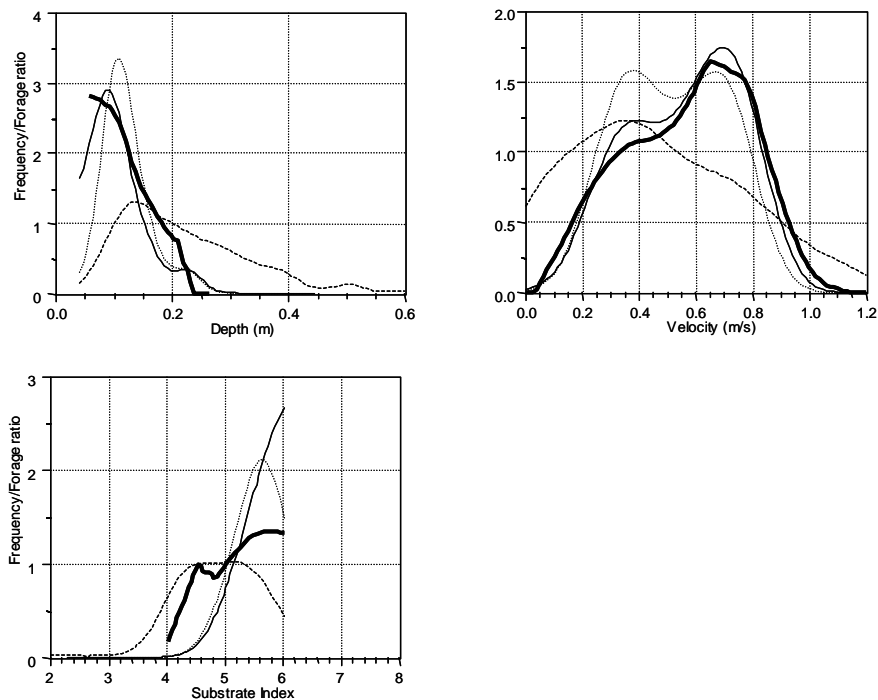 4
3
2
1
0
Frequency/Forage ratio
0.0 0.2 0.4 0.6
Depth (m)
2.0
1.5
1.0
0.5
0.0
0.0 0.2 0.4 0.6 0.8 1.0 1.2
Velocity (m/s)
3
2
1
0
Frequency/Forage ratio
2 3 4 5 6 7 8
Substrate Index